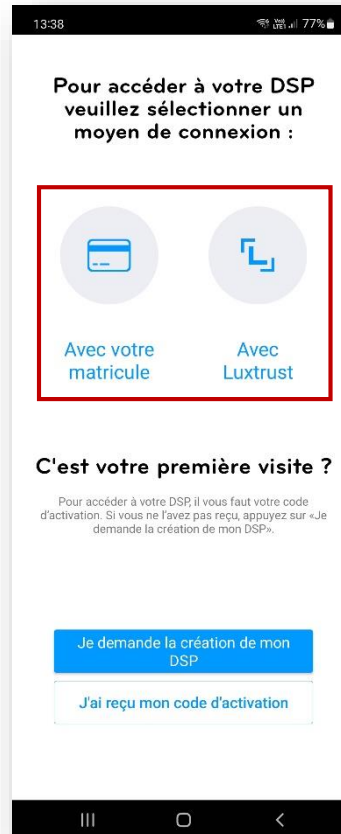 13:38
Vo)) LTE1 77%
Pour accéder à votre DSP
veuillez sélectionner un
moyen de connexion :
Avec votre
matricule
Avec
Luxtrust
C'est votre première visite ?
Pour accéder à votre DSP, il vous faut votre code
d'activation. Si vous ne l'avez pas reçu, appuyez sur «Je
demande la création de mon DSP».
Je demande la création de mon
DSP
J'ai reçu mon code d'activation